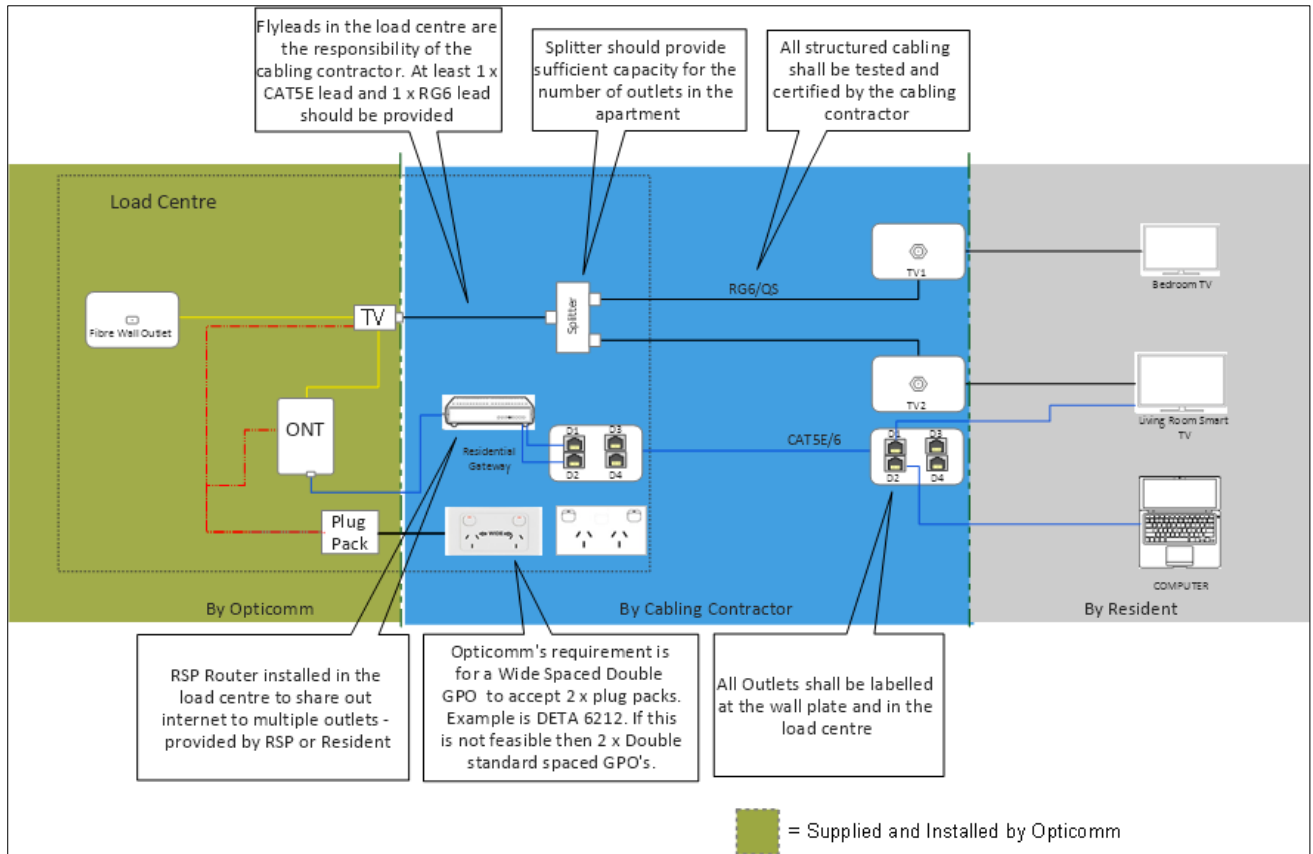 Flyleads in the load centre are
the responsibility of the
cabling contractor. At least 1 x
CAT5E lead and 1 x RG6 lead
should be provided
Splitter should provide
sufficient capacity for the
number of outlets in the
apartment
All structured cabling
shall be tested and
certified by the cabling
contractor
Load Centre
Fibre Wall Outlet
TV
ONT
Plug
Pack
Splitter
RG6/QS
TV1
TV2
Bedroom TV
Living Room Smart
TV
Residential
Gateway
D1
D3
D2
D4
CAT5E/6
D1
D3
D2
D4
WIDE
COMPUTER
By Opticomm
By Cabling Contractor
By Resident
RSP Router installed in the
load centre to share out
internet to multiple outlets -
provided by RSP or Resident
Opticomm's requirement is
for a Wide Spaced Double
GPO to accept 2 x plug packs.
Example is DETA 6212. If this
is not feasible then 2 x Double
standard spaced GPO's.
All Outlets shall be labelled
at the wall plate and in the
load centre
= Supplied and Installed by Opticomm